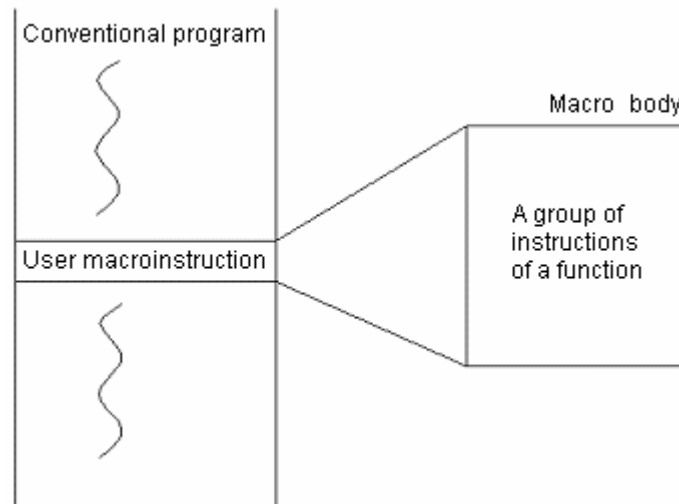 Conventional program
Macro body
A group of
instructions
of a function
User macroinstruction